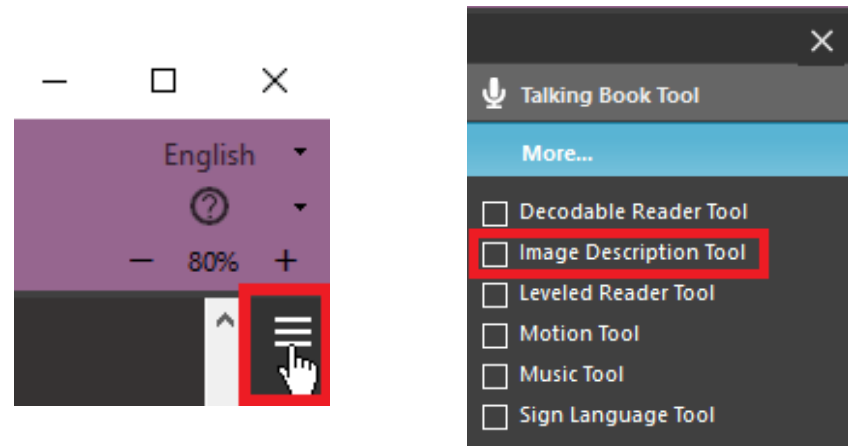 English
80%
Talking Book Tool
More...
Decodable Reader Tool
Image Description Tool
Leveled Reader Tool
Motion Tool
Music Tool
Sign Language Tool